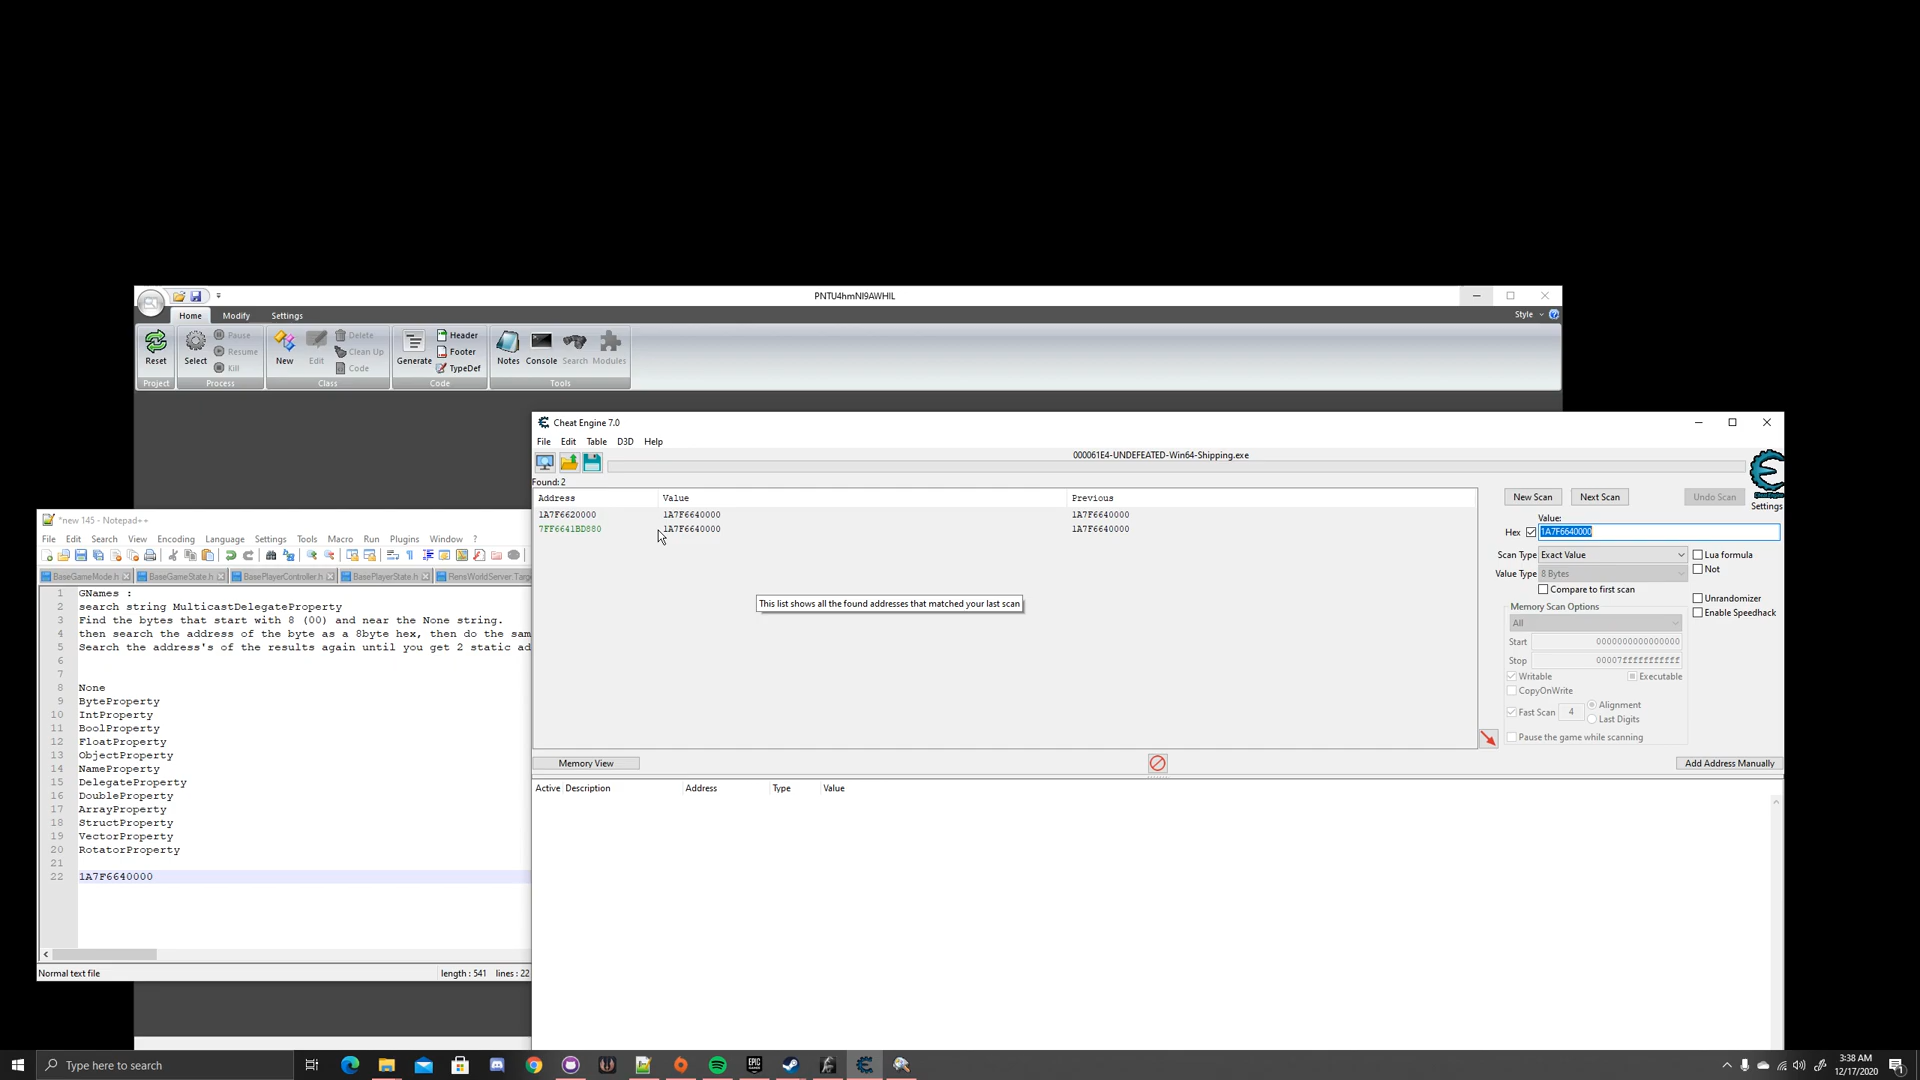 PNTU4hmNI9AWHIL
Home Modify Settings
Style
Reset Select Pause Resume Kill New Edit Delete Clean Up Code Generate Header Footer TypeDef Notes Console Search Modules
Project Process Class Code Tools
Cheat Engine 7.0
File Edit Table D3D Help
000061E4-UNDEFEATED-Win64-Shipping.exe
Found: 2
Address Value Previous
1A7F6620000 1A7F6640000 1A7F6640000
7FF6641BD880 1A7F6640000 1A7F6640000
This list shows all the found addresses that matched your last scan
New Scan Next Scan Undo Scan
Settings
Value:
Hex 1A7F6640000
Scan Type Exact Value
Lua formula
Value Type 8 Bytes
Not
Compare to first scan
Unrandomizer
Memory Scan Options
Enable Speedhack
All
Start 0000000000000000
Stop 00007fffffffffff
Writable Executable
CopyOnWrite
Fast Scan 4 Alignment
Last Digits
Pause the game while scanning
Memory View
Add Address Manually
Active Description Address Type Value
*new 145 - Notepad++
File Edit Search View Encoding Language Settings Tools Macro Run Plugins Window ?
BaseGameMode.h BaseGameState.h BasePlayerController.h BasePlayerState.h RensWorldServer.Targ
1 GNames :
2 search string MulticastDelegateProperty
3 Find the bytes that start with 8 (00) and near the None string.
4 then search the address of the byte as a 8byte hex, then do the sam
5 Search the address's of the results again until you get 2 static ad
6
7
8 None
9 ByteProperty
10 IntProperty
11 BoolProperty
12 FloatProperty
13 ObjectProperty
14 NameProperty
15 DelegateProperty
16 DoubleProperty
17 ArrayProperty
18 StructProperty
19 VectorProperty
20 RotatorProperty
21
22 1A7F6640000
Normal text file length : 541 lines : 22
Type here to search
EPIC
3:38 AM
12/17/2020